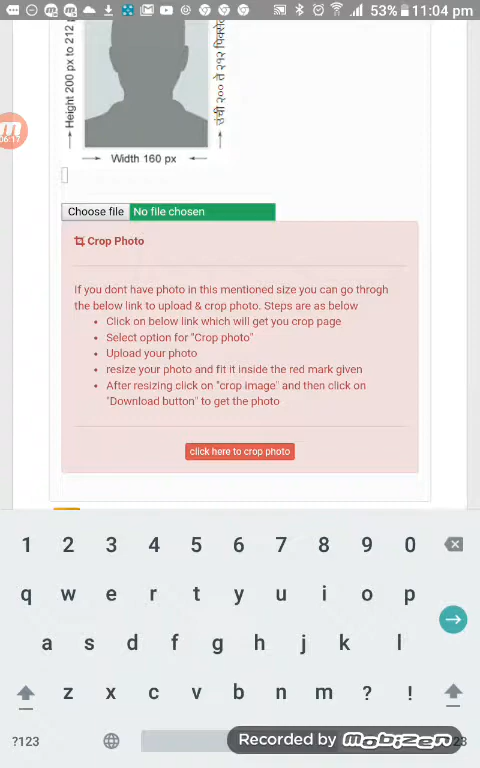 53% 11:04 pm
Height 200 px to 212 p
Width 160 px
06:17
Choose file No file chosen
Crop Photo
If you dont have photo in this mentioned size you can go throgh
the below link to upload & crop photo. Steps are as below
Click on below link which will get you crop page
Select option for "Crop photo"
Upload your photo
resize your photo and fit it inside the red mark given
After resizing click on "crop image" and then click on
"Download button" to get the photo
click here to crop photo
1 2 3 4 5 6 7 8 9 0
q w e r t y u i o p
a s d f g h j k l
z x c v b n m ? !
?123
Recorded by mobizen